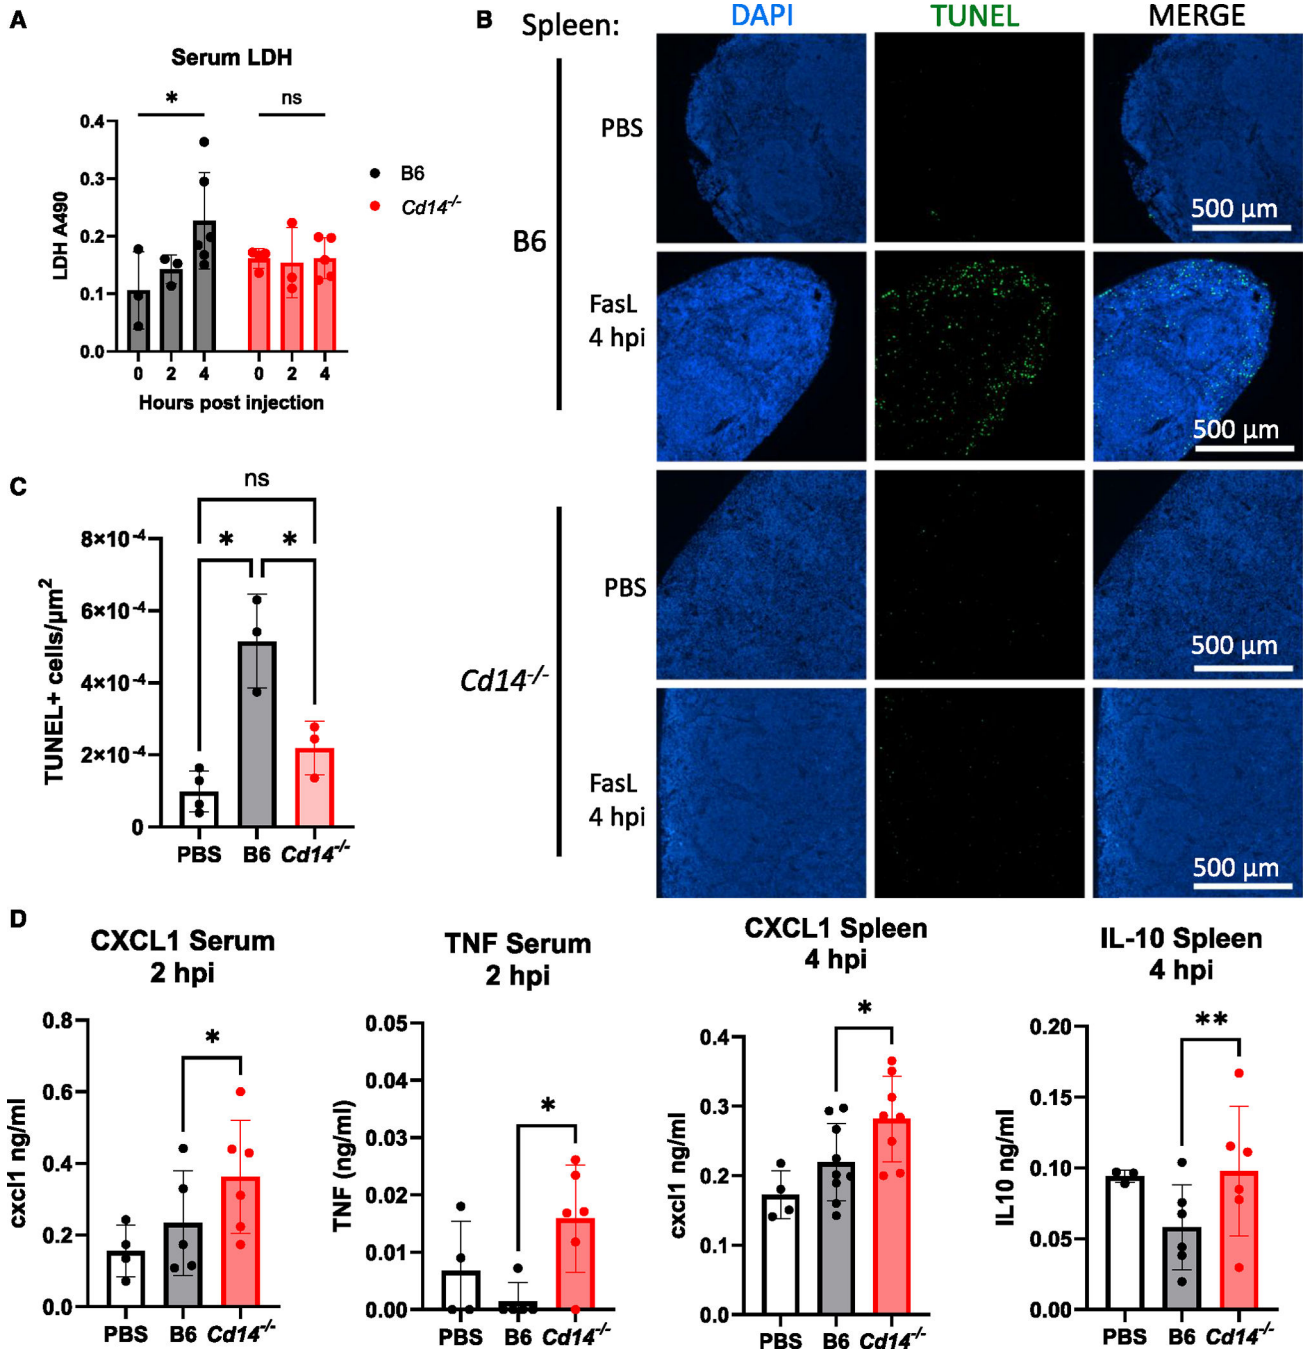 A
Serum LDH
*
ns
0.4
0.3
0.2
0.1
0.0
LDH A490
0
2
4
0
2
4
Hours post injection
B6
Cd14-/-
B
Spleen:
DAPI
TUNEL
MERGE
B6
PBS
500 µm
FasL
4 hpi
500 µm
Cd14-/-
PBS
500 µm
FasL
4 hpi
500 µm
C
ns
*
*
8×10-4
6×10-4
4×10-4
2×10-4
0
TUNEL+ cells/µm2
PBS
B6
Cd14-/-
D
CXCL1 Serum
2 hpi
*
0.8
0.6
0.4
0.2
0.0
cxcl1 ng/ml
PBS
B6
Cd14-/-
TNF Serum
2 hpi
*
0.05
0.04
0.03
0.02
0.01
0.00
TNF (ng/ml)
PBS
B6
Cd14-/-
CXCL1 Spleen
4 hpi
*
0.4
0.3
0.2
0.1
0.0
cxcl1 ng/ml
PBS
B6
Cd14-/-
IL-10 Spleen
4 hpi
**
0.20
0.15
0.10
0.05
0.00
IL10 ng/ml
PBS
B6
Cd14-/-